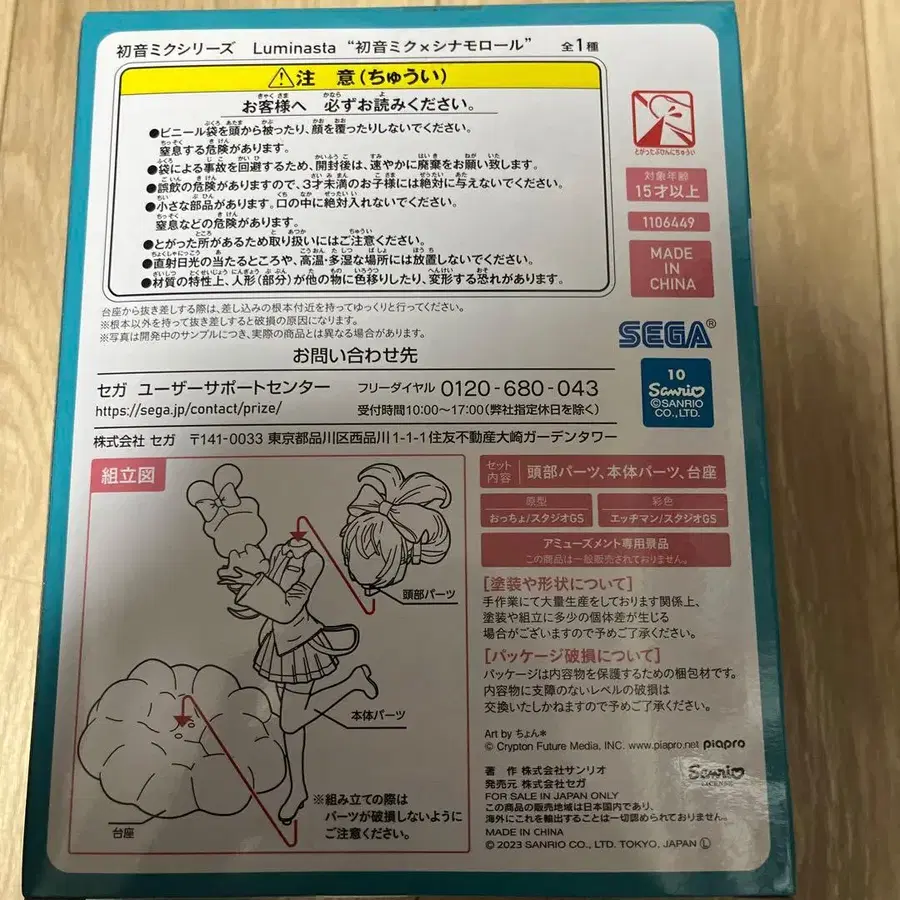 初音ミクシリーズ Luminasta “初音ミク×シナモロール” 全1種
⚠注 意(ちゅうい)
お客様へ 必ずお読みください。
●ビニール袋を頭から被ったり、顔を覆ったりしないでください。
窒息する危険があります。
●袋による事故を回避するため、開封後は、速やかに廃棄をお願い致します。
●誤飲の危険がありますので、3才未満のお子様には絶対に与えないでください。
●小さな部品があります。口の中に絶対入れないでください。
窒息などの危険があります。
●とがった所があるため取り扱いにはご注意ください。
●直射日光の当たるところや、高温・多湿な場所には放置しないでください。
●材質の特性上、人形(部分)が他の物に色移りしたり、変形する恐れがあります。
とがったぶひんにちゅうい
対象年齢
15才以上
1106449
MADE
IN
CHINA
台座から抜き差しする際は、差し込みの根本付近を持ってゆっくりと行ってください。
※根本以外を持って抜き差しすると破損の原因になります。
※写真は開発中のサンプルにつき、実際の商品とは異なる場合があります。
SEGA®
お問い合わせ先
セガ ユーザーサポートセンター フリーダイヤル 0120-680-043
https://sega.jp/contact/prize/ 受付時間10:00〜17:00(弊社指定休日を除く)
株式会社 セガ 〒141-0033 東京都品川区西品川1-1-1住友不動産大崎ガーデンタワー
10
Sanrio
©SANRIO
CO.,LTD.
組立図
頭部パーツ
本体パーツ
台座
※組み立ての際は
パーツが破損しないように
ご注意ください。
セット内容 頭部パーツ、本体パーツ、台座
原型
おっちょ/スタジオGS
彩色
エッチマン/スタジオGS
アミューズメント専用景品
この商品は一般販売されておりません。
[塗装や形状について]
手作業にて大量生産をしております関係上、
塗装や組立に多少の個体差が生じる
場合がございますので予めご了承ください。
[パッケージ破損について]
パッケージは内容物を保護するための梱包材です。
内容物に支障のないレベルの破損は
交換いたしかねますので予めご了承ください。
Art by ちょん*
© Crypton Future Media, INC. www.piapro.net piapro
著 作 株式会社サンリオ
発売元 株式会社セガ
Sanrio
LICENSE
FOR SALE IN JAPAN ONLY
この商品の販売地域は日本国内であり、
海外にこれを輸出することは一切認められておりません。
MADE IN CHINA
© 2023 SANRIO CO., LTD. TOKYO, JAPAN Ⓛ